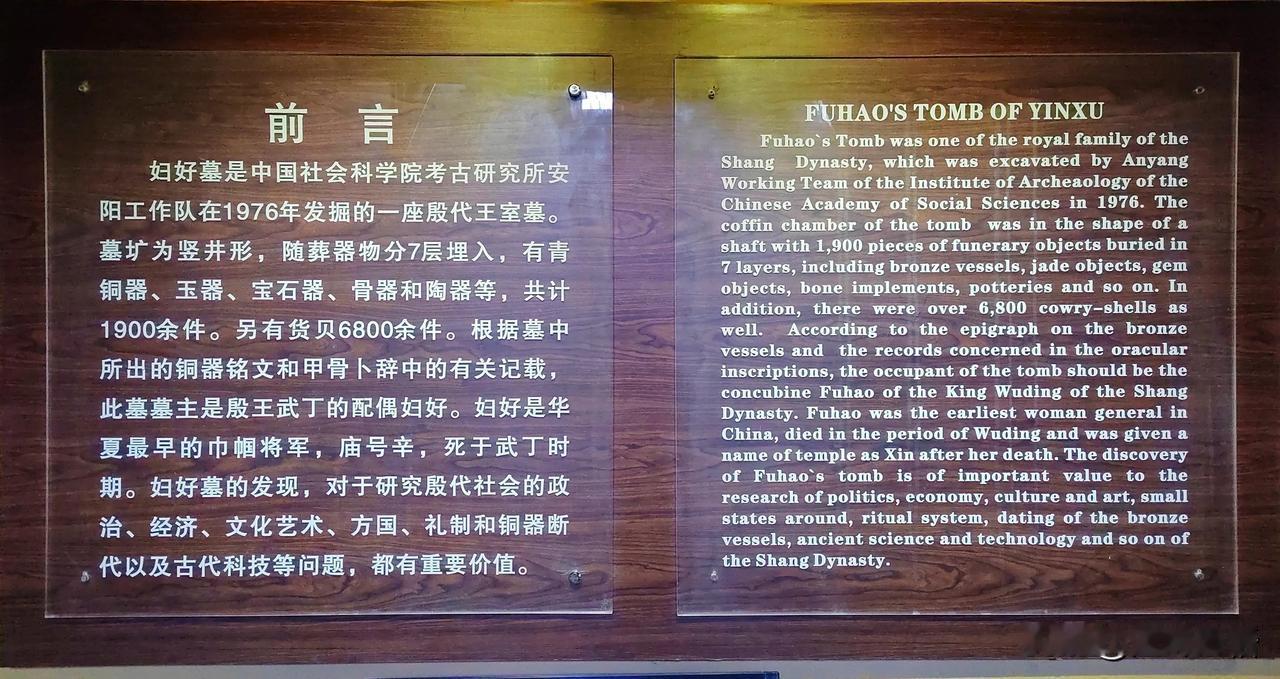 前言
妇好墓是中国社会科学院考古研究所安
阳工作队在1976年发掘的一座殷代王室墓。
墓圹为竖井形，随葬器物分7层埋入，有青
铜器、玉器、宝石器、骨器和陶器等，共计
1900余件。另有货贝6800余件。根据墓中
所出的铜器铭文和甲骨卜辞中的有关记载，
此墓墓主是殷王武丁的配偶妇好。妇好是华
夏最早的巾帼将军，庙号辛，死于武丁时
期。妇好墓的发现，对于研究殷代社会的政
治、经济、文化艺术、方国、礼制和铜器断
代以及古代科技等问题，都有重要价值。
FUHAO'S TOMB OF YINXU
Fuhao`s Tomb was one of the royal family of the
Shang Dynasty, which was excavated by Anyang
Working Team of the Institute of Archeaology of the
Chinese Academy of Social Sciences in 1976. The
coffin chamber of the tomb was in the shape of a
shaft with 1,900 pieces of funerary objects buried in
7 layers, including bronze vessels, jade objects, gem
objects, bone implements, potteries and so on. In
addition, there were over 6,800 cowry-shells as
well. According to the epigraph on the bronze
vessels and the records concerned in the oracular
inscriptions, the occupant of the tomb should be the
concubine Fuhao of the King Wuding of the Shang
Dynasty. Fuhao was the earliest woman general in
China, died in the period of Wuding and was given a
name of temple as Xin after her death. The discovery
of Fuhao`s tomb is of important value to the
research of politics, economy, culture and art, small
states around, ritual system, dating of the bronze
vessels, ancient science and technology and so on of
the Shang Dynasty.